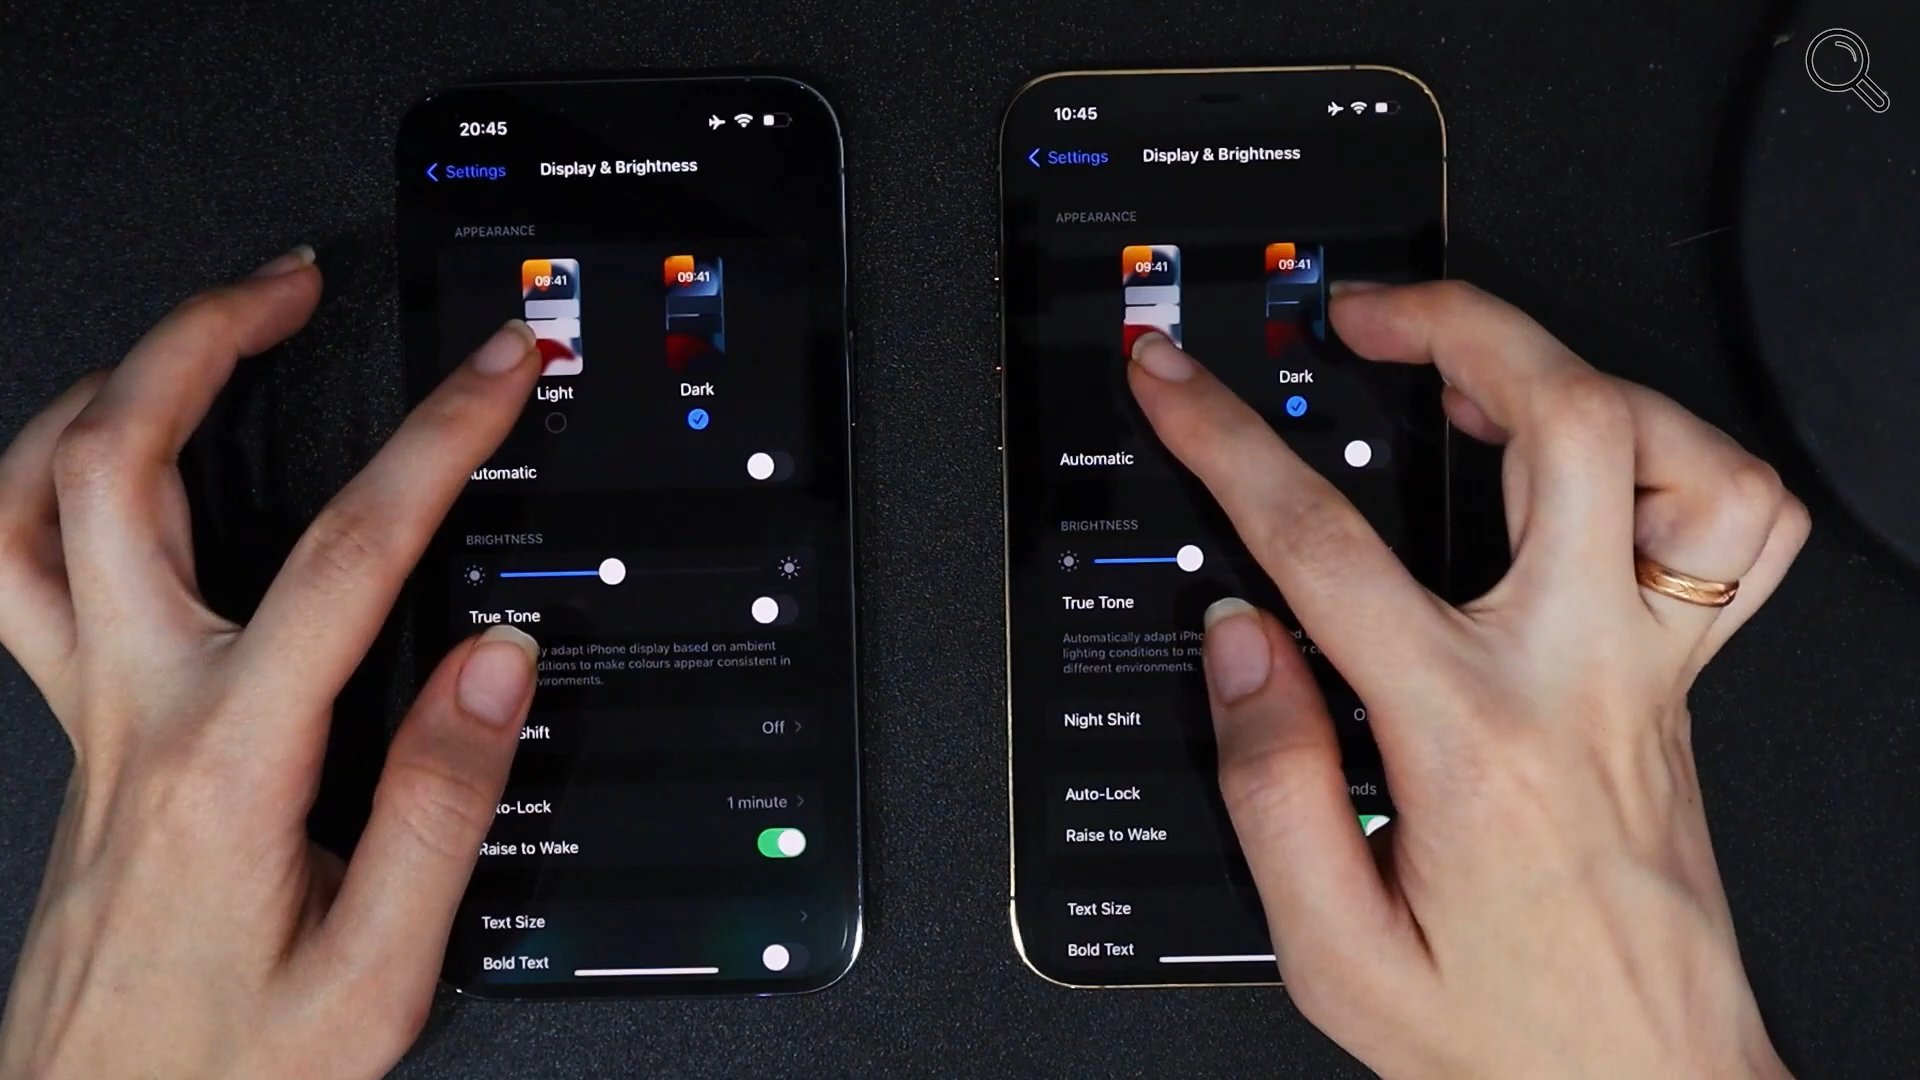 20:45
Settings
Display & Brightness
APPEARANCE
09:41
09:41
Light
Dark
utomatic
BRIGHTNESS
True Tone
ly adapt iPhone display based on ambient
ditions to make colours appear consistent in
vironments.
Shift
Off
to-Lock
1 minute
Raise to Wake
Text Size
Bold Text
10:45
Settings
Display & Brightness
APPEARANCE
09:41
09:41
Dark
Automatic
BRIGHTNESS
True Tone
Automatically adapt iPho
lighting conditions to ma
different environments.
Night Shift
O
Auto-Lock
nds
Raise to Wake
Text Size
Bold Text